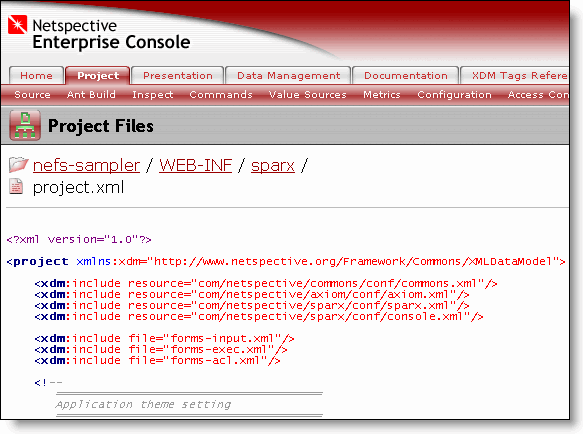 Netspective
Enterprise Console
Home Project Presentation Data Management Documentation XDM Tags Refere
Source Ant Build Inspect Commands Value Sources Metrics Configuration Access Con
Project Files
nefs-sampler / WEB-INF / sparx /
project.xml
<?xml version="1.0"?>
<project xmlns:xdm="http://www.netspective.org/Framework/Commons/XMLDataModel">
<xdm:include resource="com/netspective/commons/conf/commons.xml"/>
<xdm:include resource="com/netspective/axiom/conf/axiom.xml"/>
<xdm:include resource="com/netspective/sparx/conf/sparx.xml"/>
<xdm:include resource="com/netspective/sparx/conf/console.xml"/>
<xdm:include file="forms-input.xml"/>
<xdm:include file="forms-exec.xml"/>
<xdm:include file="forms-acl.xml"/>
<!--
Application theme setting